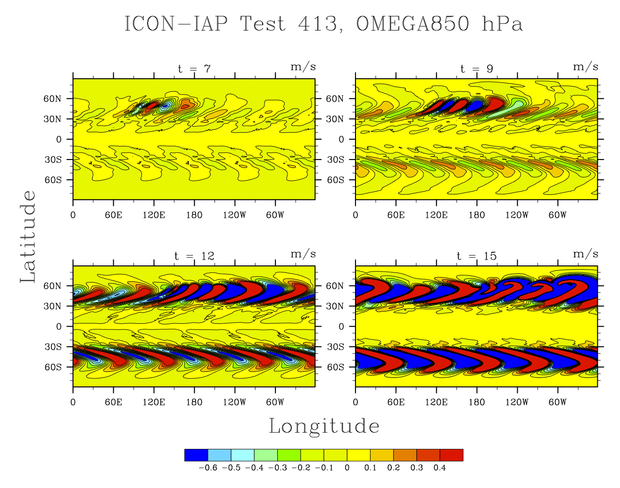 ICON-IAP Test 413, OMEGA850 hPa
t = 7 m/s
t = 9 m/s
60N
30N
0
30S
60S
60N
30N
0
30S
60S
0 60E 120E 180 120W 60W
0 60E 120E 180 120W 60W
Latitude
t = 12 m/s
t = 15 m/s
60N
30N
0
30S
60S
60N
30N
0
30S
60S
0 60E 120E 180 120W 60W
0 60E 120E 180 120W 60W
Longitude
-0.6 -0.5 -0.4 -0.3 -0.2 -0.1 0 0.1 0.2 0.3 0.4